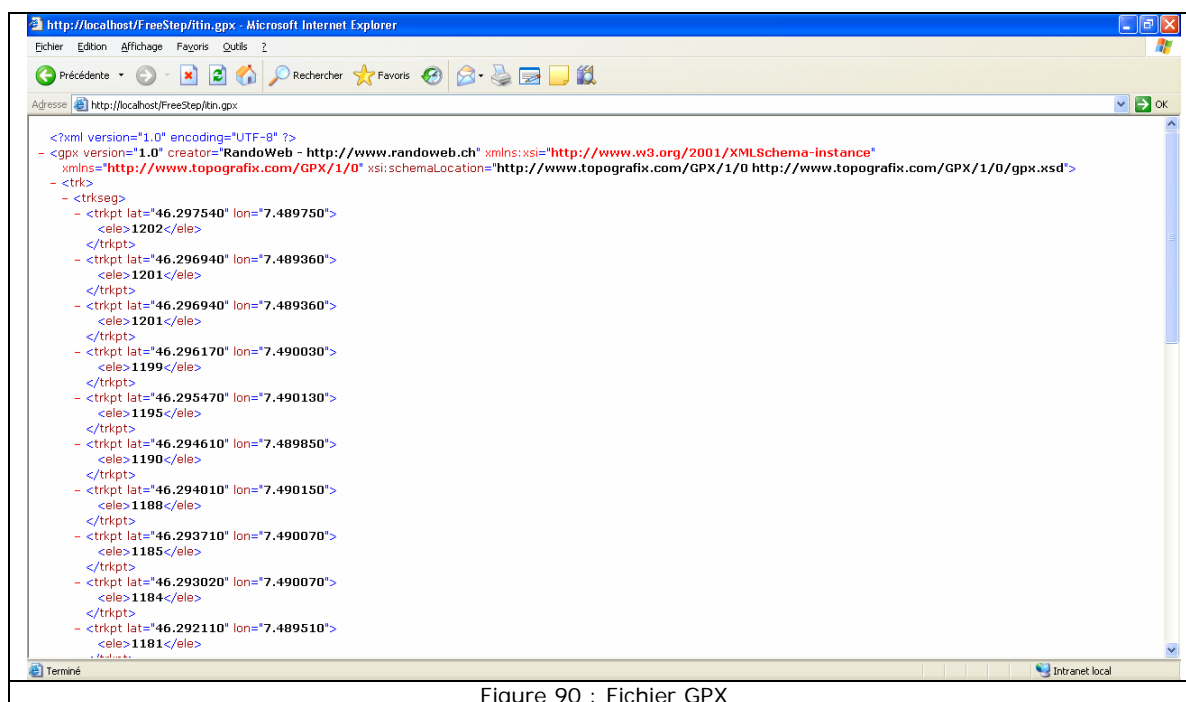 http://localhost/FreeStep/itin.gpx - Microsoft Internet Explorer
Fichier Edition Affichage Favoris Outils ?
Précédente Rechercher Favoris
Adresse http://localhost/FreeStep/itin.gpx OK
<?xml version="1.0" encoding="UTF-8" ?>
- <gpx version="1.0" creator="RandoWeb - http://www.randoweb.ch" xmlns:xsi="http://www.w3.org/2001/XMLSchema-instance"
xmlns="http://www.topografix.com/GPX/1/0" xsi:schemaLocation="http://www.topografix.com/GPX/1/0 http://www.topografix.com/GPX/1/0/gpx.xsd">
- <trk>
- <trkseg>
- <trkpt lat="46.297540" lon="7.489750">
<ele>1202</ele>
</trkpt>
- <trkpt lat="46.296940" lon="7.489360">
<ele>1201</ele>
</trkpt>
- <trkpt lat="46.296940" lon="7.489360">
<ele>1201</ele>
</trkpt>
- <trkpt lat="46.296170" lon="7.490030">
<ele>1199</ele>
</trkpt>
- <trkpt lat="46.295470" lon="7.490130">
<ele>1195</ele>
</trkpt>
- <trkpt lat="46.294610" lon="7.489850">
<ele>1190</ele>
</trkpt>
- <trkpt lat="46.294010" lon="7.490150">
<ele>1188</ele>
</trkpt>
- <trkpt lat="46.293710" lon="7.490070">
<ele>1185</ele>
</trkpt>
- <trkpt lat="46.293020" lon="7.490070">
<ele>1184</ele>
</trkpt>
- <trkpt lat="46.292110" lon="7.489510">
<ele>1181</ele>
Terminé Intranet local
Figure 90 : Fichier GPX